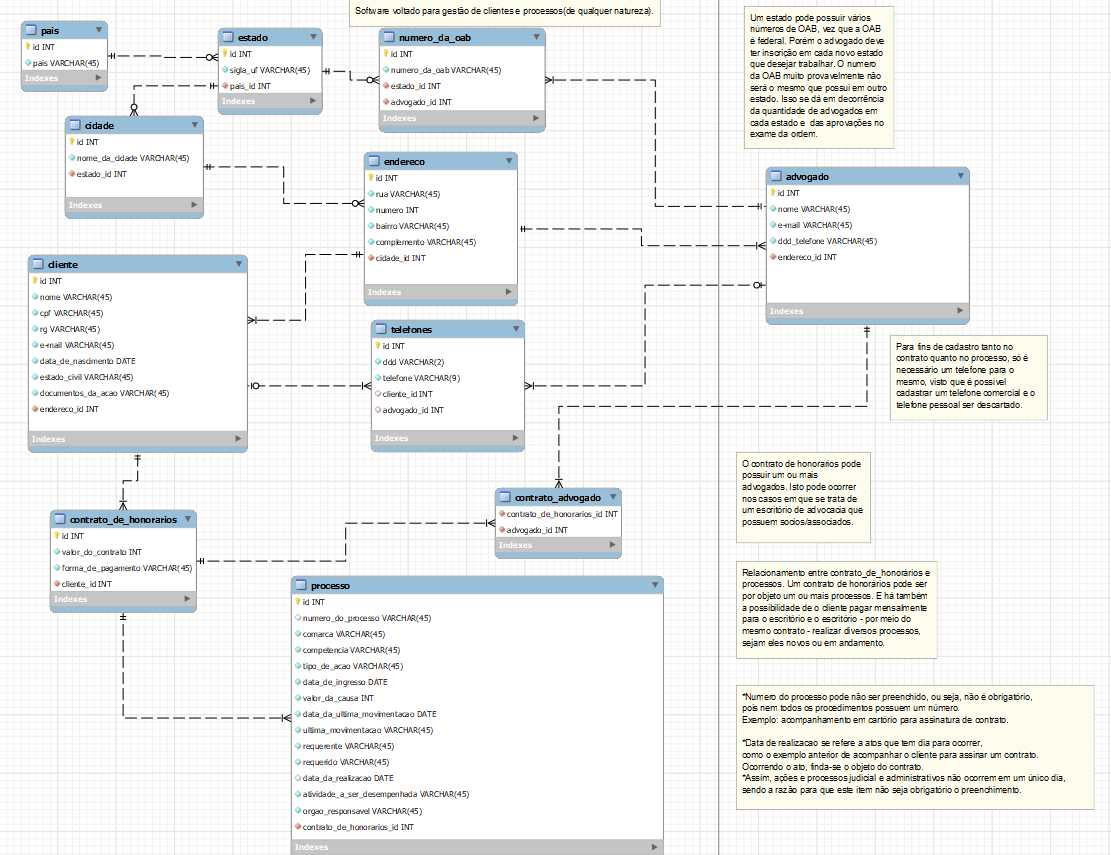 Software voltado para gestão de clientes e processos(de qualquer natureza).
pais
id INT
pais VARCHAR(45)
Indexes
estado
id INT
sigla_uf VARCHAR(45)
pais_id INT
Indexes
numero_da_oab
id INT
numero_da_oab VARCHAR(45)
estado_id INT
advogado_id INT
Indexes
Um estado pode possuir vários
números de OAB, vez que a OAB
é federal. Porém o advogado deve
ter inscrição em cada novo estado
que desejar trabalhar. O numero
da OAB muito provavelmente não
será o mesmo que possui em outro
estado. Isso se dá em decorrência
da quantidade de advogados em
cada estado e  das aprovações no
exame da ordem.
cidade
id INT
nome_da_cidade VARCHAR(45)
estado_id INT
Indexes
endereco
id INT
rua VARCHAR(45)
numero INT
bairro VARCHAR(45)
complemento VARCHAR(45)
cidade_id INT
Indexes
advogado
id INT
nome VARCHAR(45)
e-mail VARCHAR(45)
ddd_telefone VARCHAR(45)
endereco_id INT
Indexes
cliente
id INT
nome VARCHAR(45)
cpf VARCHAR(45)
rg VARCHAR(45)
e-mail VARCHAR(45)
data_de_nascimento DATE
estado_civil VARCHAR(45)
documentos_da_acao VARCHAR(45)
endereco_id INT
Indexes
telefones
id INT
ddd VARCHAR(2)
telefone VARCHAR(9)
cliente_id INT
advogado_id INT
Indexes
Para fins de cadastro tanto no
contrato quanto no processo, só é
necessário um telefone para o
mesmo, visto que é possivel
cadastrar um telefone comercial e o
telefone pessoal ser descartado.
O contrato de honorarios pode
possuir um ou mais
advogados. Isto pode ocorrer
nos casos em que se trata de
um escritório de advocacia que
possuem socios/associados.
contrato_de_honorarios
id INT
valor_do_contrato INT
forma_de_pagamento VARCHAR(45)
cliente_id INT
Indexes
contrato_advogado
contrato_de_honorarios_id INT
advogado_id INT
Indexes
Relacionamento entre contrato_de_honorários e
processos. Um contrato de honorários pode ser
por objeto um ou mais processos. E há também
a possibilidade de o cliente pagar mensalmente
para o escritório e o escritório - por meio do
mesmo contrato - realizar diversos processos,
sejam eles novos ou em andamento.
processo
id INT
numero_do_processo VARCHAR(45)
comarca VARCHAR(45)
competencia VARCHAR(45)
tipo_de_acao VARCHAR(45)
data_de_ingresso DATE
valor_da_causa INT
data_da_ultima_movimentacao DATE
ultima_movimentacao VARCHAR(45)
requerente VARCHAR(45)
requerido VARCHAR(45)
data_da_realizacao DATE
atividade_a_ser_desempenhada VARCHAR(45)
orgao_responsavel VARCHAR(45)
contrato_de_honorarios_id INT
Indexes
*Numero do processo pode não ser preenchido, ou seja, não é obrigatório,
pois nem todos os procedimentos possuem um número.
Exemplo: acompanhamento em cartório para assinatura de contrato.
*Data de realizacao se refere a atos que tem dia para ocorrer,
como o exemplo anterior de acompanhar o cliente para assinar um contrato.
Ocorrendo o ato, finda-se o objeto do contrato.
*Assim, ações e processos judicial e administrativos não ocorrem em um único dia,
sendo a razão para que este item não seja obrigatório o preenchimento.